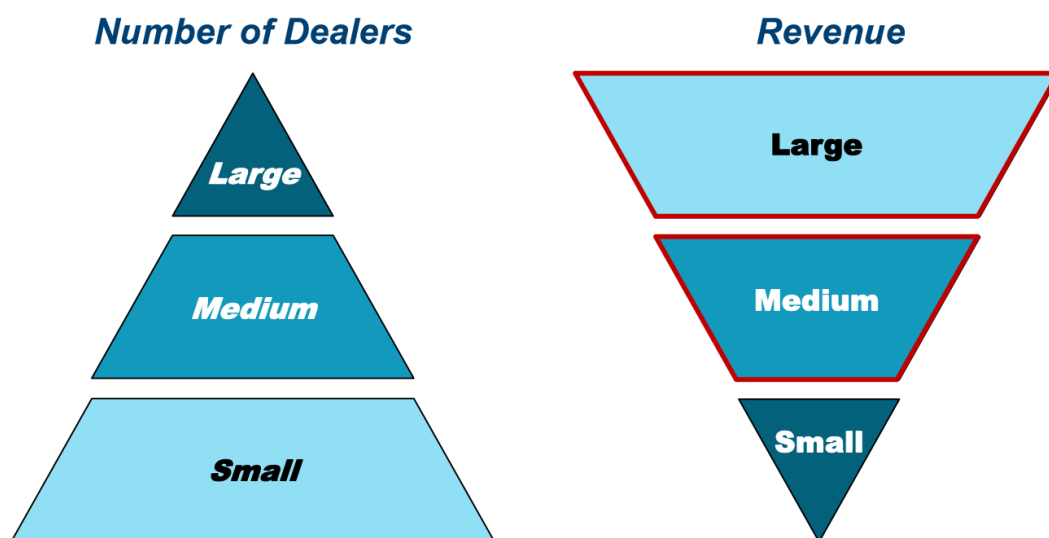 Number of Dealers
Large
Medium
Small
Revenue
Large
Medium
Small